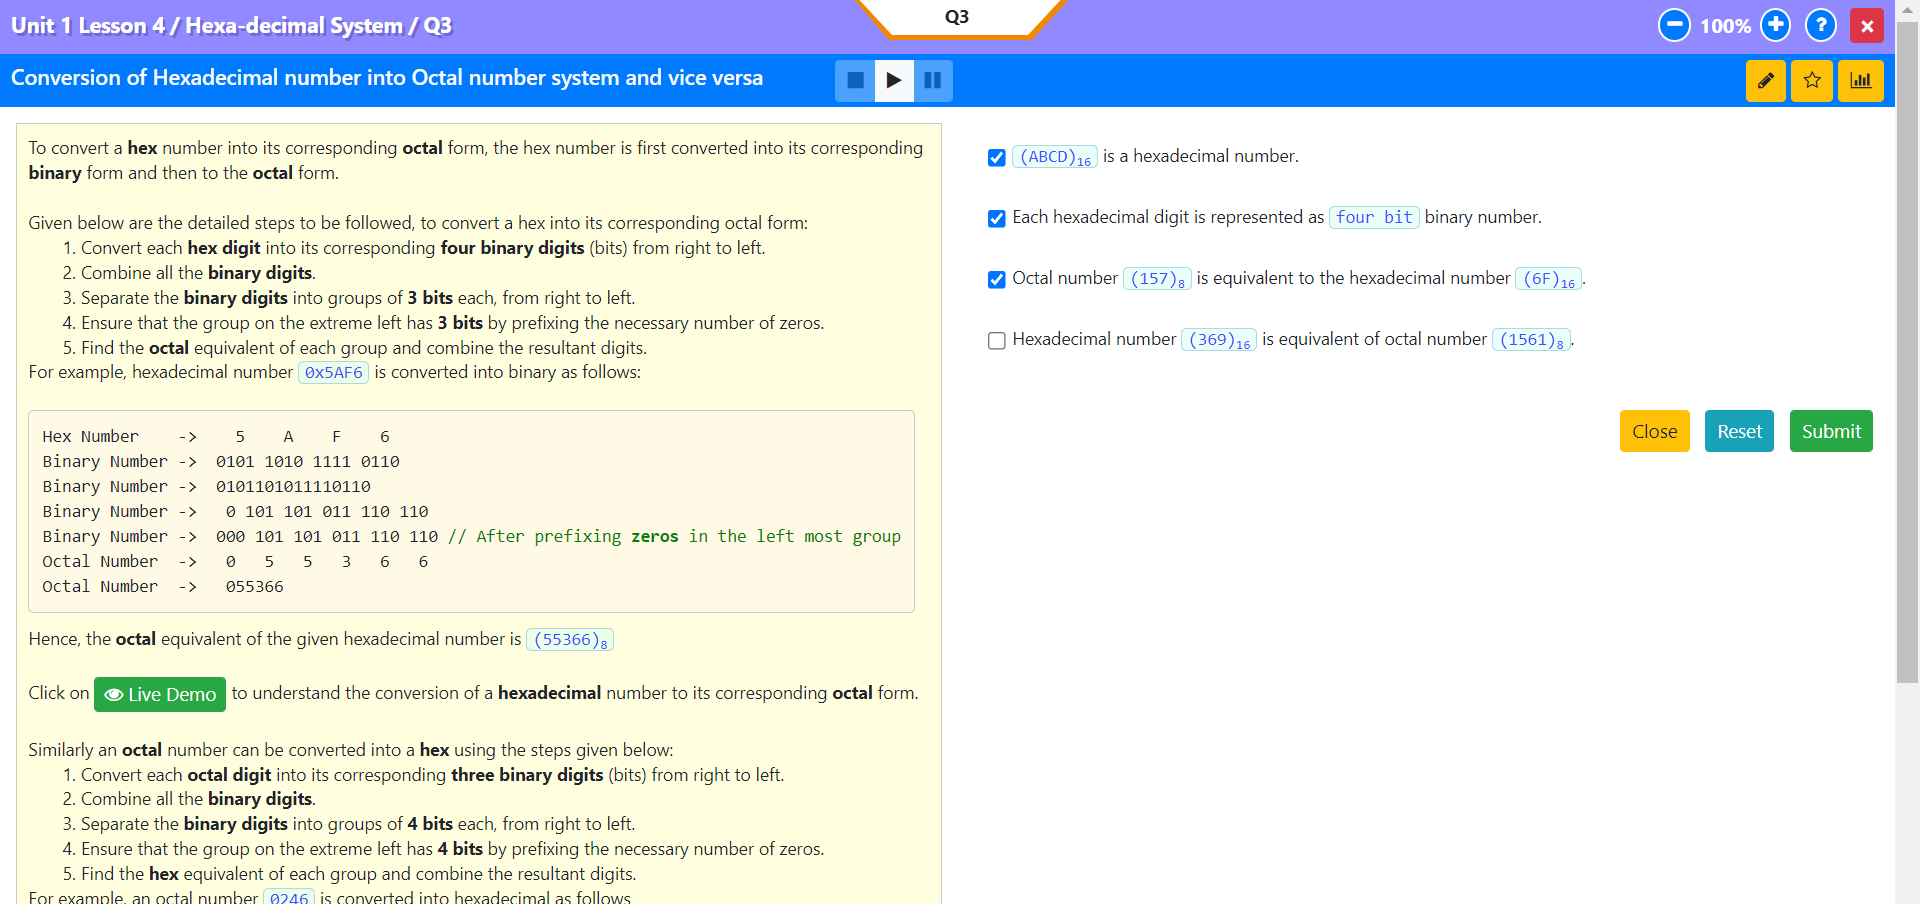 Unit 1 Lesson 4 / Hexa-decimal System / Q3
Q3
100%
?
×
Conversion of Hexadecimal number into Octal number system and vice versa
To convert a hex number into its corresponding octal form, the hex number is first converted into its corresponding
binary form and then to the octal form.
Given below are the detailed steps to be followed, to convert a hex into its corresponding octal form:
1. Convert each hex digit into its corresponding four binary digits (bits) from right to left.
2. Combine all the binary digits.
3. Separate the binary digits into groups of 3 bits each, from right to left.
4. Ensure that the group on the extreme left has 3 bits by prefixing the necessary number of zeros.
5. Find the octal equivalent of each group and combine the resultant digits.
For example, hexadecimal number 0x5AF6 is converted into binary as follows:
Hex Number    ->    5    A    F    6
Binary Number ->  0101 1010 1111 0110
Binary Number ->  0101101011110110
Binary Number ->   0 101 101 011 110 110
Binary Number ->  000 101 101 011 110 110 // After prefixing zeros in the left most group
Octal Number  ->   0   5   5   3   6   6
Octal Number  ->   055366
Hence, the octal equivalent of the given hexadecimal number is (55366)8
Click on Live Demo to understand the conversion of a hexadecimal number to its corresponding octal form.
Similarly an octal number can be converted into a hex using the steps given below:
1. Convert each octal digit into its corresponding three binary digits (bits) from right to left.
2. Combine all the binary digits.
3. Separate the binary digits into groups of 4 bits each, from right to left.
4. Ensure that the group on the extreme left has 4 bits by prefixing the necessary number of zeros.
5. Find the hex equivalent of each group and combine the resultant digits.
For example, an octal number 0246 is converted into hexadecimal as follows
(ABCD)16 is a hexadecimal number.
Each hexadecimal digit is represented as four bit binary number.
Octal number (157)8 is equivalent to the hexadecimal number (6F)16.
Hexadecimal number (369)16 is equivalent of octal number (1561)8.
Close Reset Submit